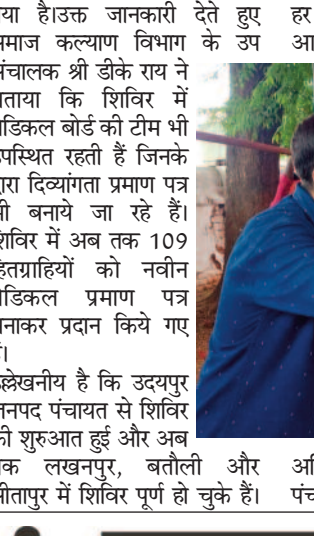 गया है।उक्त जानकारी देते हुए
समाज कल्याण विभाग के उप
संचालक श्री डीके राय ने
बताया कि शिविर में
मेडिकल बोर्ड की टीम भी
उपस्थित रहती हैं जिनके
द्वारा दिव्यांगता प्रमाण पत्र
भी बनाये जा रहे हैं।
शिविर में अब तक 109
हितग्राहियों को नवीन
मेडिकल प्रमाण पत्र
बनाकर प्रदान किये गए
हैं।
उल्लेखनीय है कि उदयपुर
जनपद पंचायत से शिविर
की शुरुआत हुई और अब
तक लखनपुर, बतौली और
सीतापुर में शिविर पूर्ण हो चुके हैं।
हर